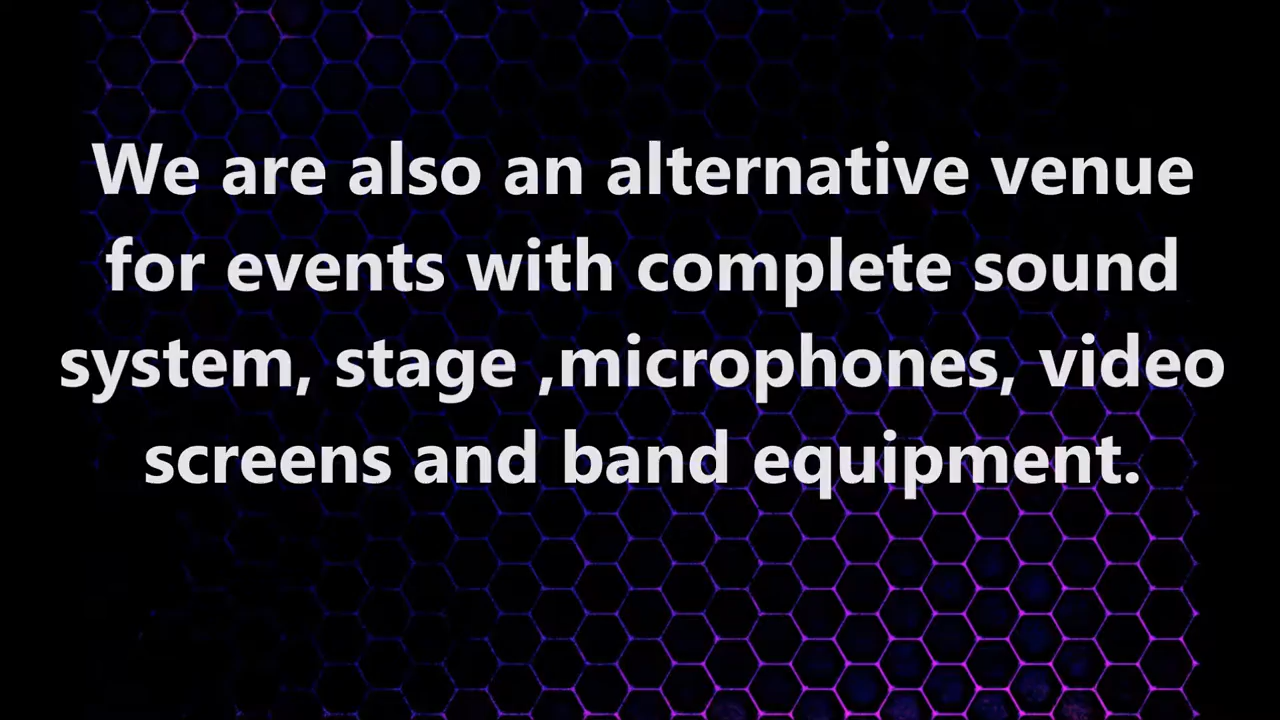 We are also an alternative venue
for events with complete sound
system, stage ,microphones, video
screens and band equipment.